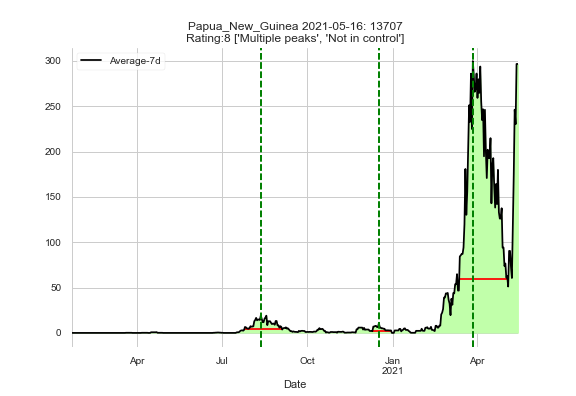 Papua_New_Guinea 2021-05-16: 13707
Rating:8 ['Multiple peaks', 'Not in control']
Average-7d
300
250
200
150
100
50
0
Apr
Jul
Oct
Jan
2021
Apr
Date